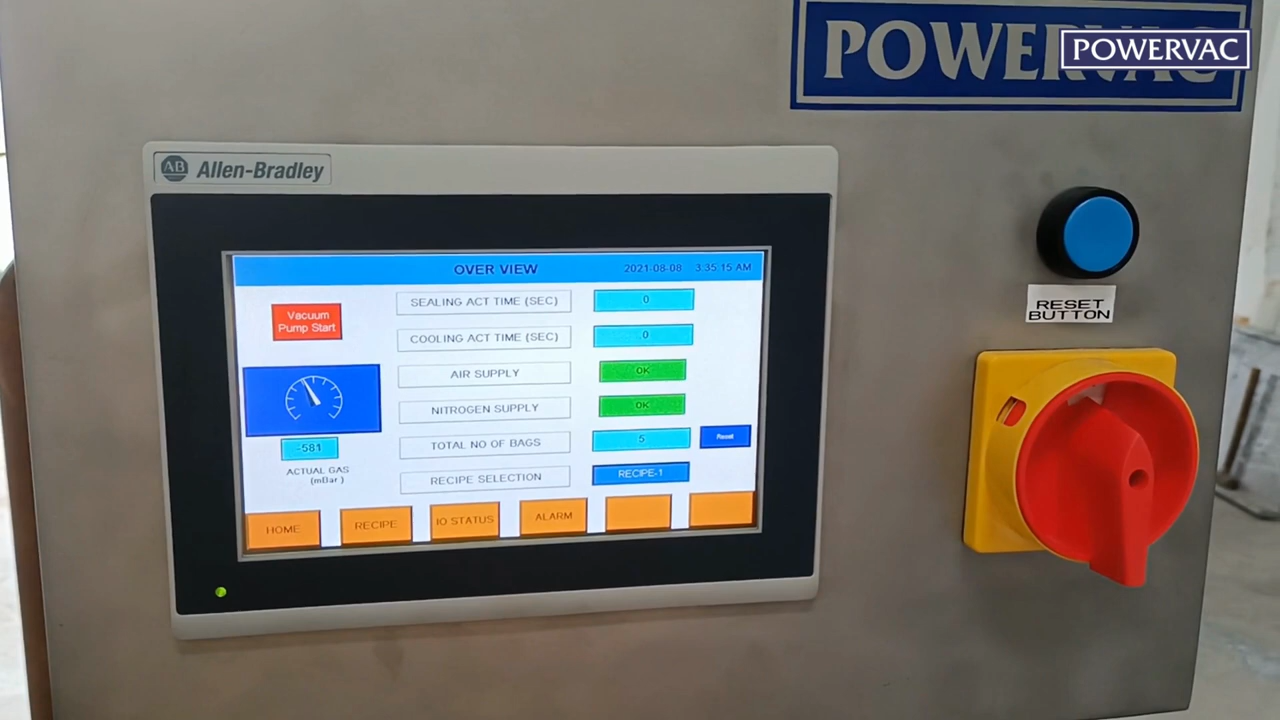 POWERVAC
POWERVAC
AB Allen-Bradley
OVER VIEW 2021-08-08 3:35:15 AM
Vacuum
Pump Start
SEALING ACT TIME (SEC) 0
COOLING ACT TIME (SEC) 0
AIR SUPPLY OK
NITROGEN SUPPLY OK
-581
TOTAL NO OF BAGS 5 Reset
ACTUAL GAS
(mBar )
RECIPE SELECTION RECIPE-1
HOME RECIPE IO STATUS ALARM
RESET
BUTTON